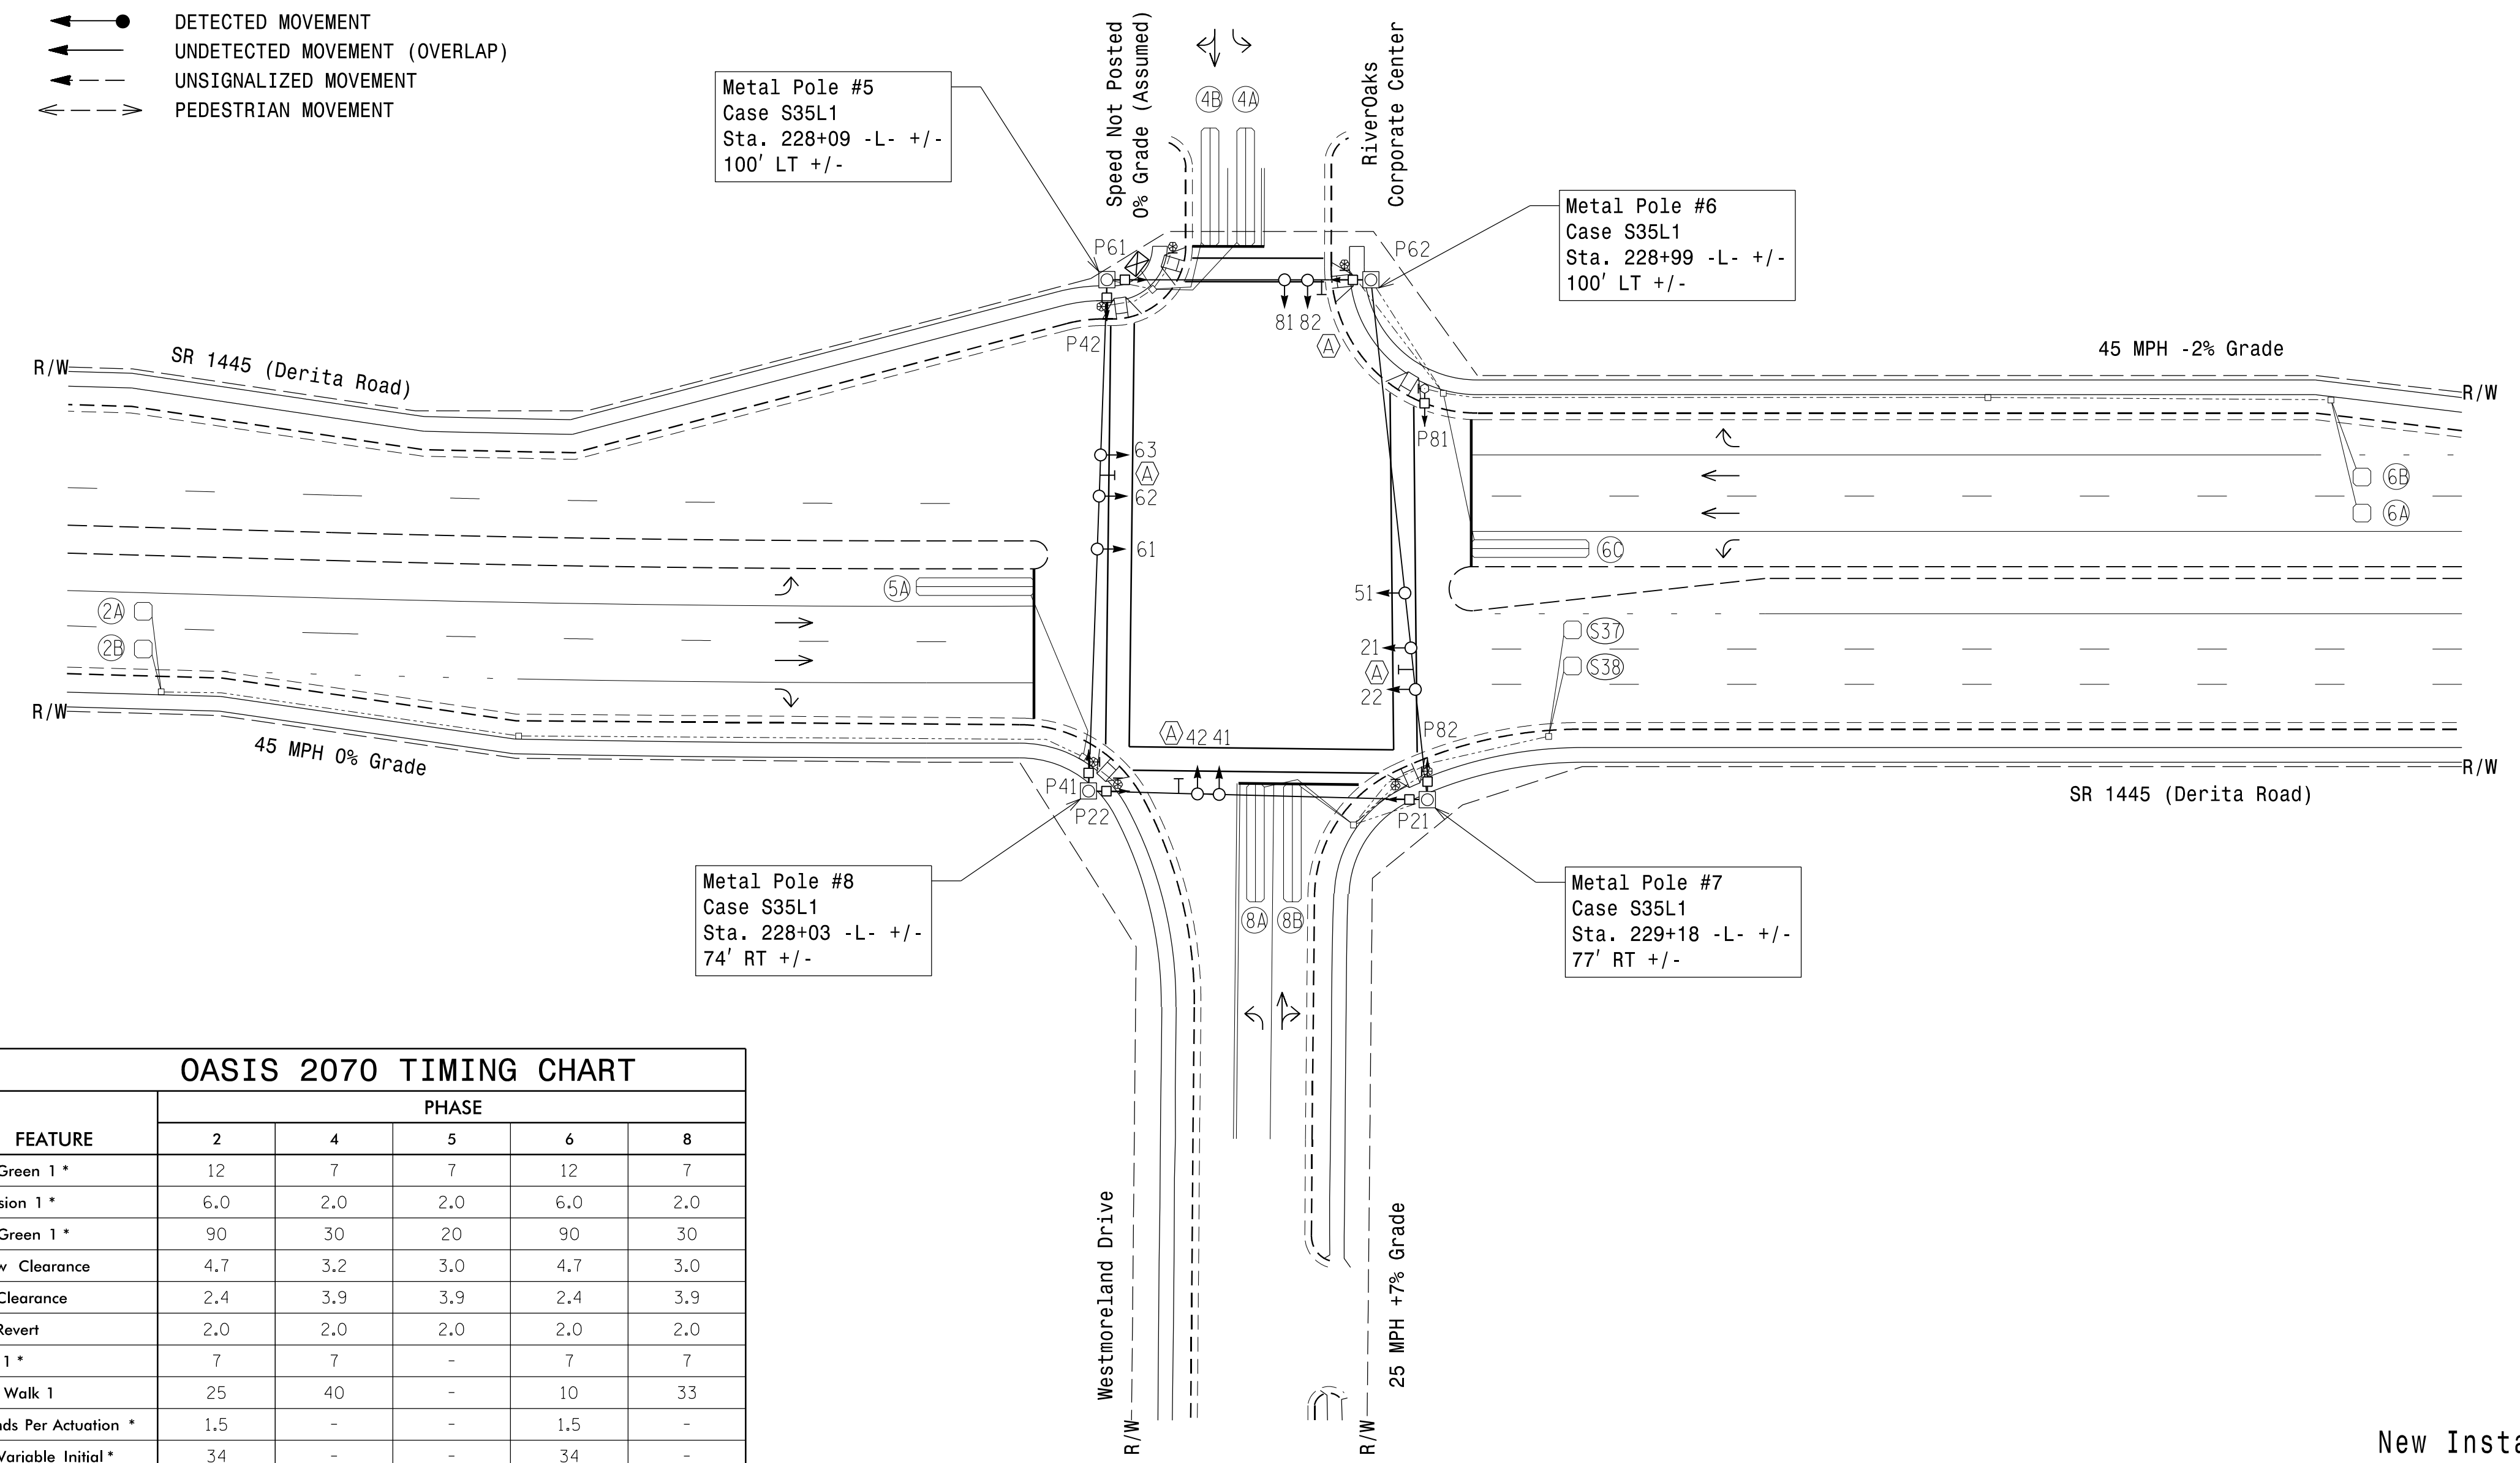 DETECTED MOVEMENT
UNDETECTED MOVEMENT (OVERLAP)
UNSIGNALIZED MOVEMENT
PEDESTRIAN MOVEMENT
Metal Pole #5
Case S35L1
Sta. 228+09 -L- +/-
100' LT +/-
Speed Not Posted
0% Grade (Assumed)
4B
4A
RiverOaks
Corporate Center
Metal Pole #6
Case S35L1
Sta. 228+99 -L- +/-
100' LT +/-
P61
P62
81 82
A
P42
P81
R/W
SR 1445 (Derita Road)
45 MPH -2% Grade
R/W
63
A
62
61
6B
6A
6C
5A
51
2A
2B
21
A
22
S37
S38
R/W
45 MPH 0% Grade
A 42 41
P82
P41
P22
P21
R/W
SR 1445 (Derita Road)
Metal Pole #8
Case S35L1
Sta. 228+03 -L- +/-
74' RT +/-
8A
8B
Metal Pole #7
Case S35L1
Sta. 229+18 -L- +/-
77' RT +/-
Westmoreland Drive
25 MPH +7% Grade
R/W
R/W
OASIS 2070 TIMING CHART
PHASE
FEATURE 2 4 5 6 8
Green 1 * 12 7 7 12 7
sion 1 * 6.0 2.0 2.0 6.0 2.0
Green 1 * 90 30 20 90 30
w Clearance 4.7 3.2 3.0 4.7 3.0
Clearance 2.4 3.9 3.9 2.4 3.9
Revert 2.0 2.0 2.0 2.0 2.0
1 * 7 7 - 7 7
Walk 1 25 40 - 10 33
nds Per Actuation * 1.5 - - 1.5 -
Variable Initial * 34 - - 34 -
New Insta